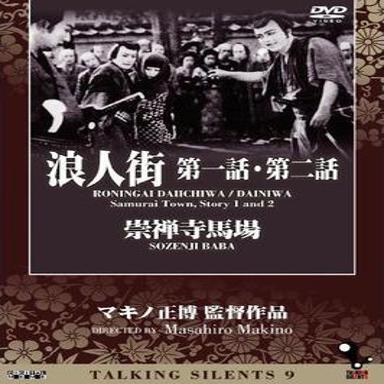 DVD
VIDEO
浪人街 第一話・第二話
RONINGAI DAIICHIWA / DAINIWA
Samurai Town, Story 1 and 2
崇禅寺馬場
SOZENJI BABA
マキノ正博 監督作品
DIRECTED BY Masahiro Makino
TALKING SILENTS 9